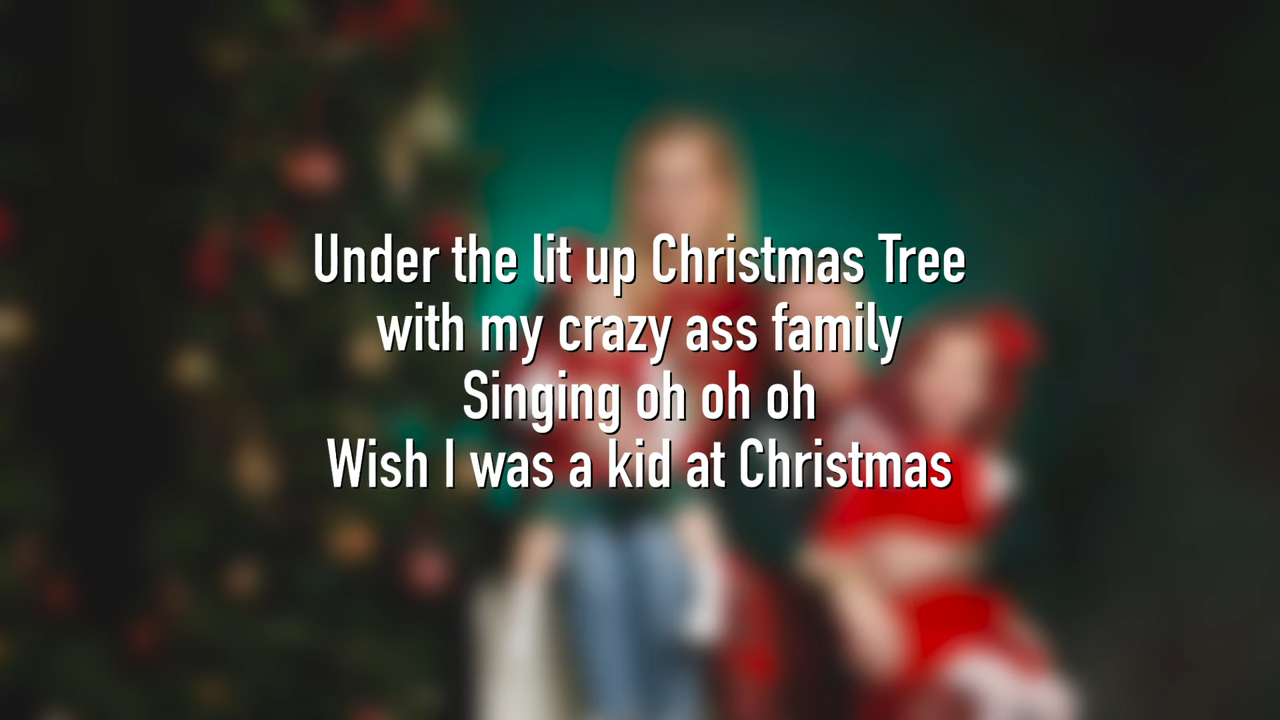 Under the lit up Christmas Tree
with my crazy ass family
Singing oh oh oh
Wish I was a kid at Christmas